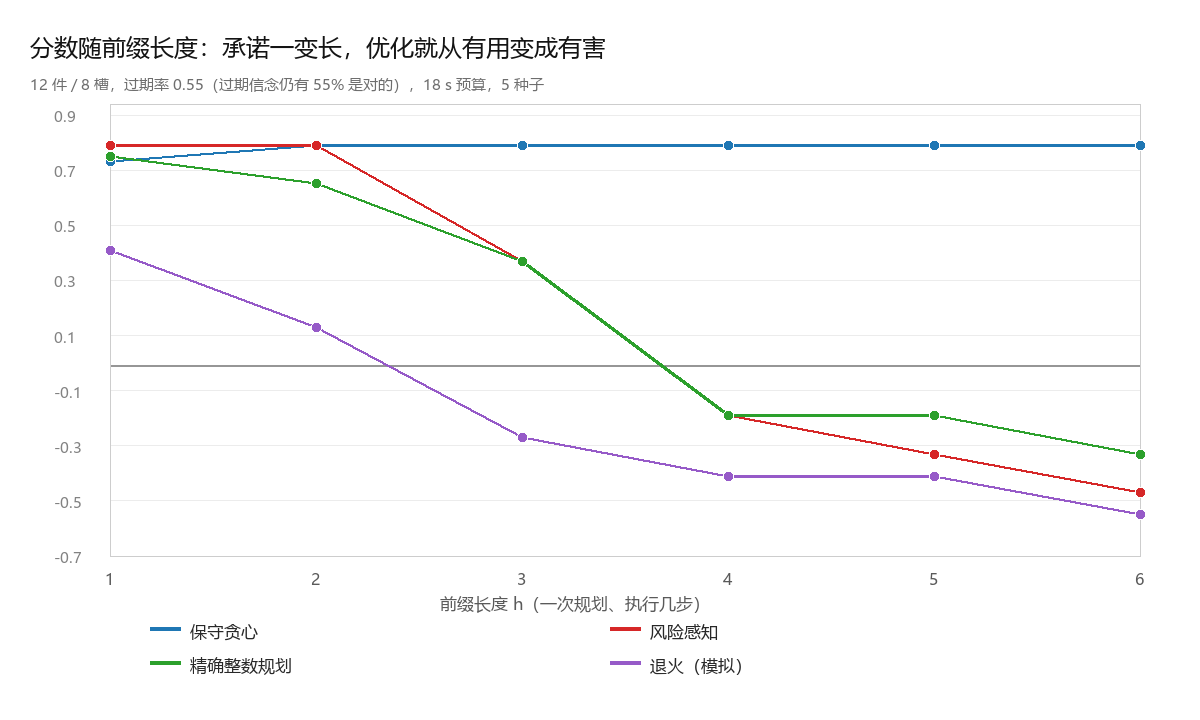 分数随前缀长度：承诺一变长，优化就从有用变成有害
12 件 / 8 槽，过期率 0.55（过期信念仍有 55% 是对的），18 s 预算，5 种子
0.9
0.7
0.5
0.3
0.1
-0.1
-0.3
-0.5
-0.7
1 2 3 4 5 6
前缀长度 h（一次规划、执行几步）
保守贪心 风险感知
精确整数规划 退火（模拟）